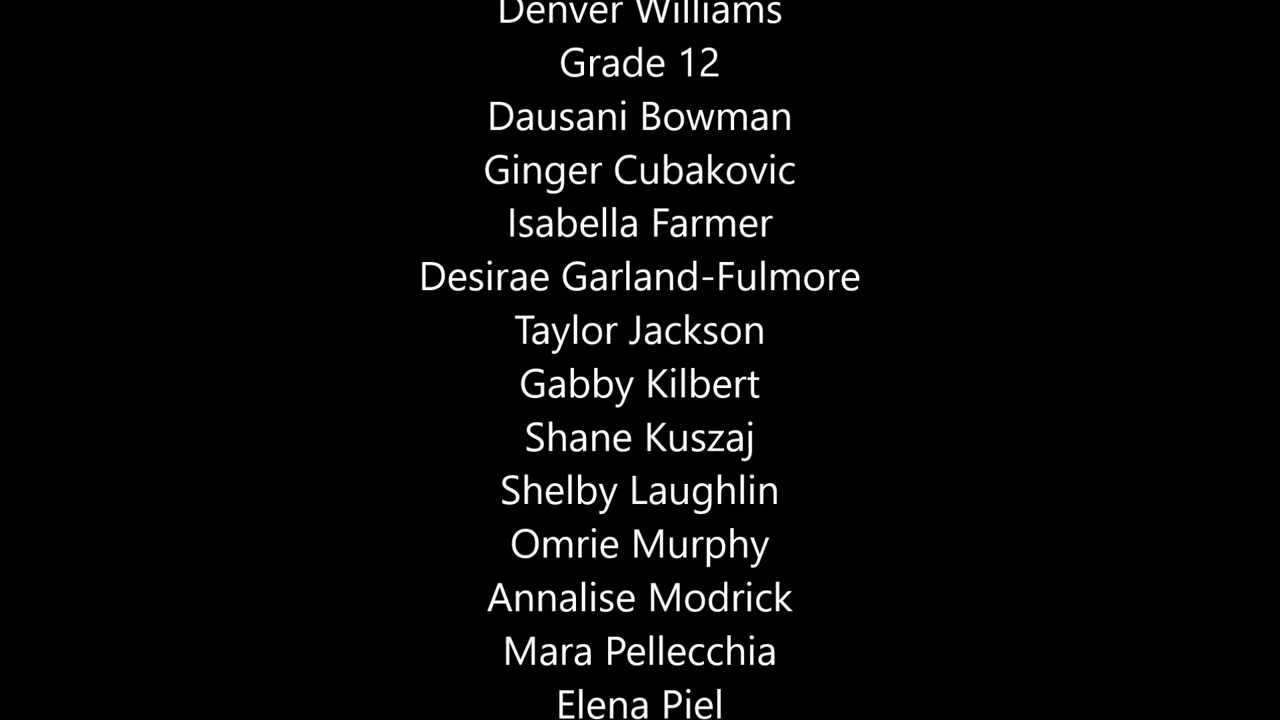 Denver Williams
Grade 12
Dausani Bowman
Ginger Cubakovic
Isabella Farmer
Desirae Garland-Fulmore
Taylor Jackson
Gabby Kilbert
Shane Kuszaj
Shelby Laughlin
Omrie Murphy
Annalise Modrick
Mara Pellecchia
Elena Piel